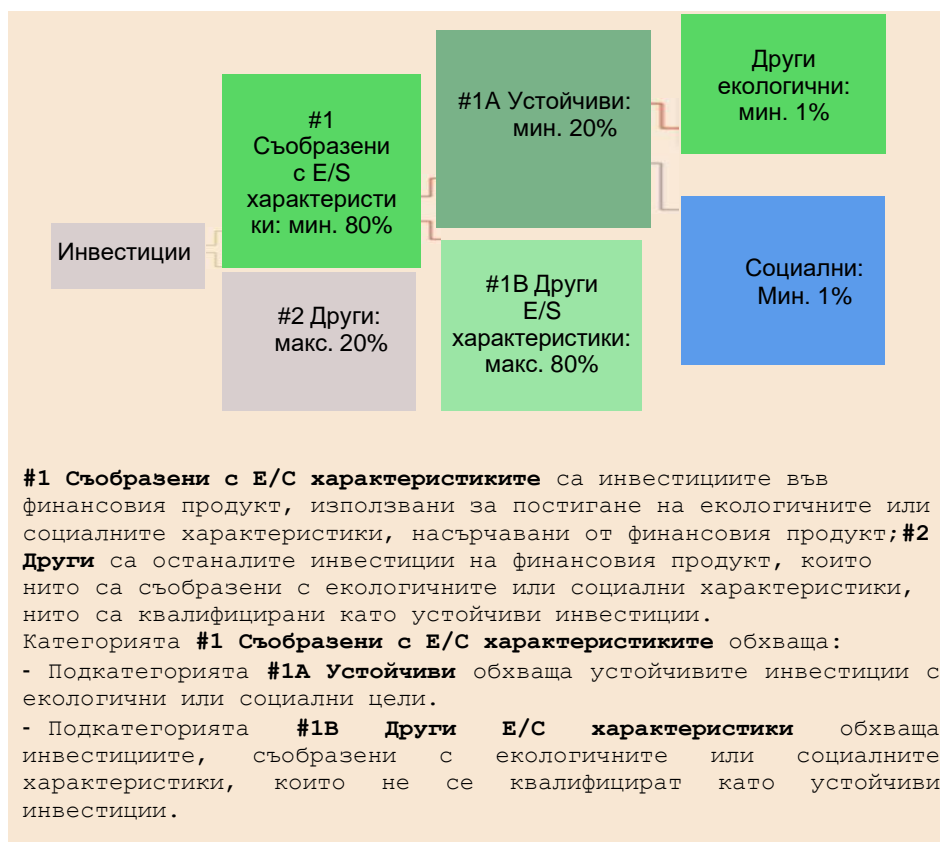 Инвестиции
#1
Съобразени
с E/S
характеристи
ки: мин. 80%
#2 Други:
макс. 20%
#1А Устойчиви:
мин. 20%
#1В Други
E/S
характеристики:
макс. 80%
Други
екологични:
мин. 1%
Социални:
Мин. 1%
#1 Съобразени с Е/С характеристиките са инвестициите във
финансовия продукт, използвани за постигане на екологичните или
социалните характеристики, насърчавани от финансовия продукт;#2
Други са останалите инвестиции на финансовия продукт, които
нито са съобразени с екологичните или социални характеристики,
нито са квалифицирани като устойчиви инвестиции.
Категорията #1 Съобразени с Е/С характеристиките обхваща:
- Подкатегорията #1А Устойчиви обхваща устойчивите инвестиции с
екологични или социални цели.
- Подкатегорията #1В Други Е/С характеристики обхваща
инвестициите, съобразени с екологичните или социалните
характеристики, които не се квалифицират като устойчиви
инвестиции.